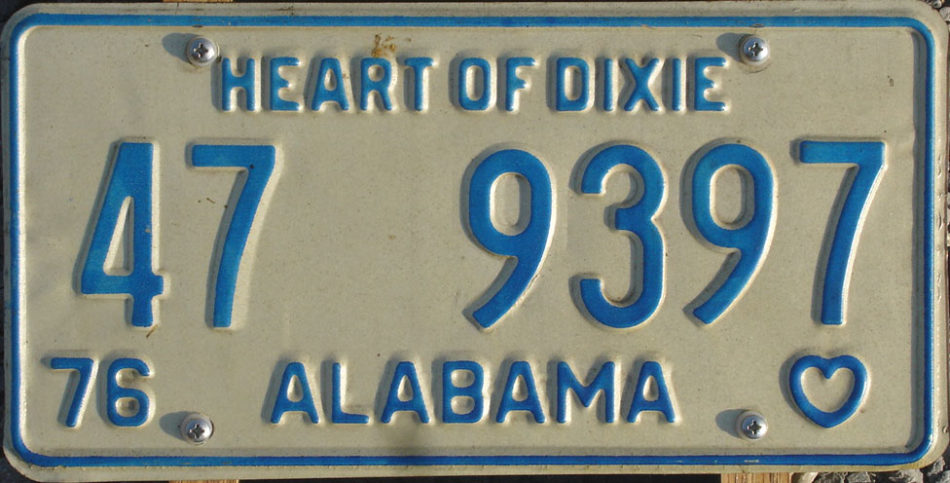 HEART OF DIXIE
47 9397
76 ALABAMA